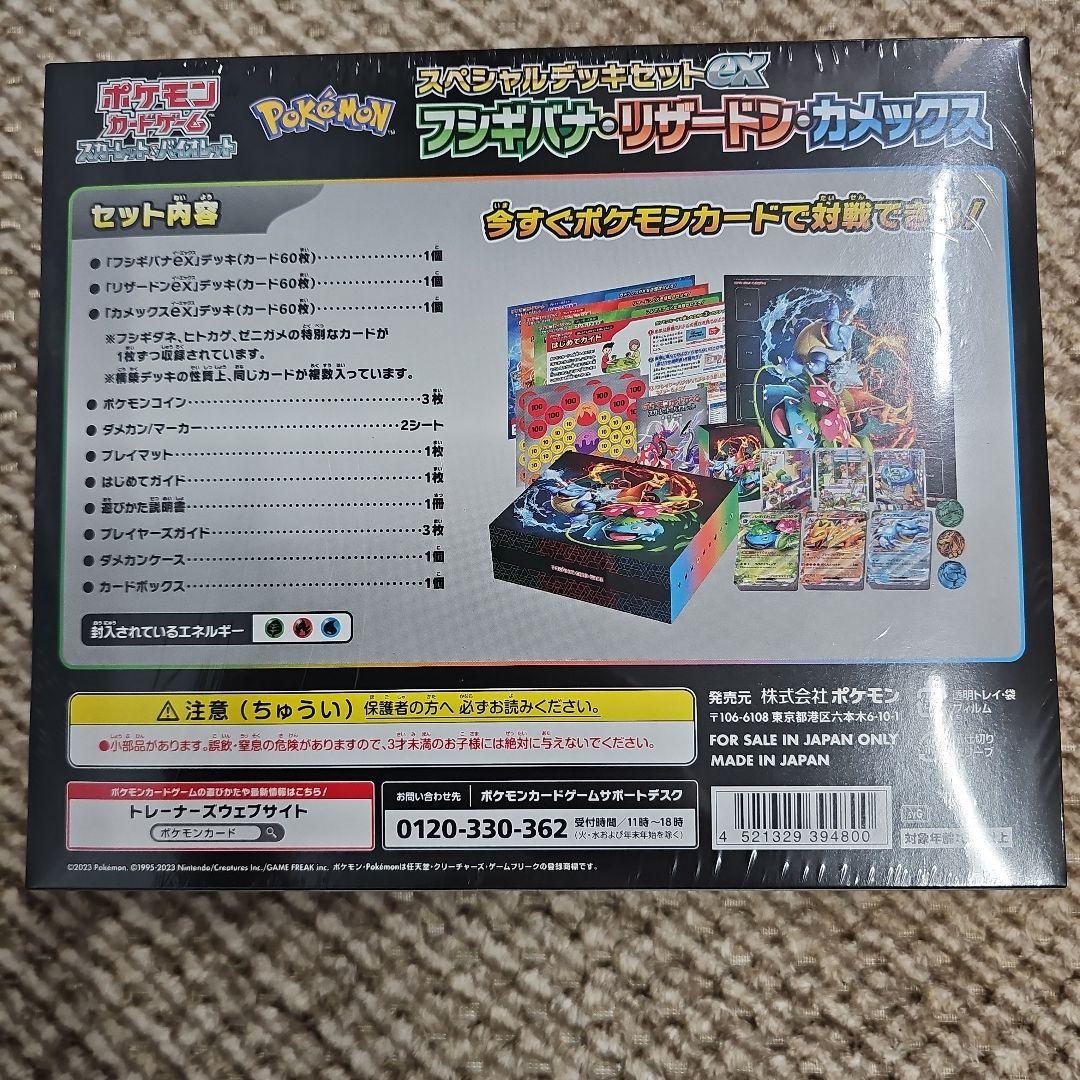 ポケモン
カードゲーム
スカーレット&バイオレット
POKÉMON
スペシャルデッキセットex
フシギバナ・リザードン・カメックス
セット内容
今すぐポケモンカードで対戦できる!
●「フシギバナex」デッキ(カード60枚)………………1個
●「リザードンex」デッキ(カード60枚)………………1個
●「カメックスex」デッキ(カード60枚)………………1個
※フシギダネ、ヒトカゲ、ゼニガメの特別なカードが
1枚ずつ収録されています。
※構築デッキの性質上、同じカードが複数入っています。
●ポケモンコイン………………3枚
●ダメカン/マーカー………………2シート
●プレイマット………………1枚
●はじめてガイド………………1枚
●遊びかた説明書………………1冊
●プレイヤーズガイド………………3枚
●ダメカンケース………………1個
●カードボックス………………1個
はじめてガイド
封入されているエネルギー
注意(ちゅうい)保護者の方へ 必ずお読みください。
●小部品があります。誤飲・窒息の危険がありますので、3才未満のお子様には絶対に与えないでください。
ポケモンカードゲームの遊びかたや最新情報はこちら!
トレーナーズウェブサイト
ポケモンカード
お問い合わせ先
ポケモンカードゲームサポートデスク
0120-330-362
受付時間/11時~18時
(火・水および年末年始を除く)
発売元 株式会社ポケモン
〒106-6108 東京都港区六本木6-10-1
FOR SALE IN JAPAN ONLY
MADE IN JAPAN
透明トレイ・袋
フィルム
4 521329 394800
対象年齢
©2023 Pokémon. ©1995-2023 Nintendo/Creatures Inc./GAME FREAK inc. ポケモン・Pokémonは任天堂・クリーチャーズ・ゲームフリークの登録商標です。